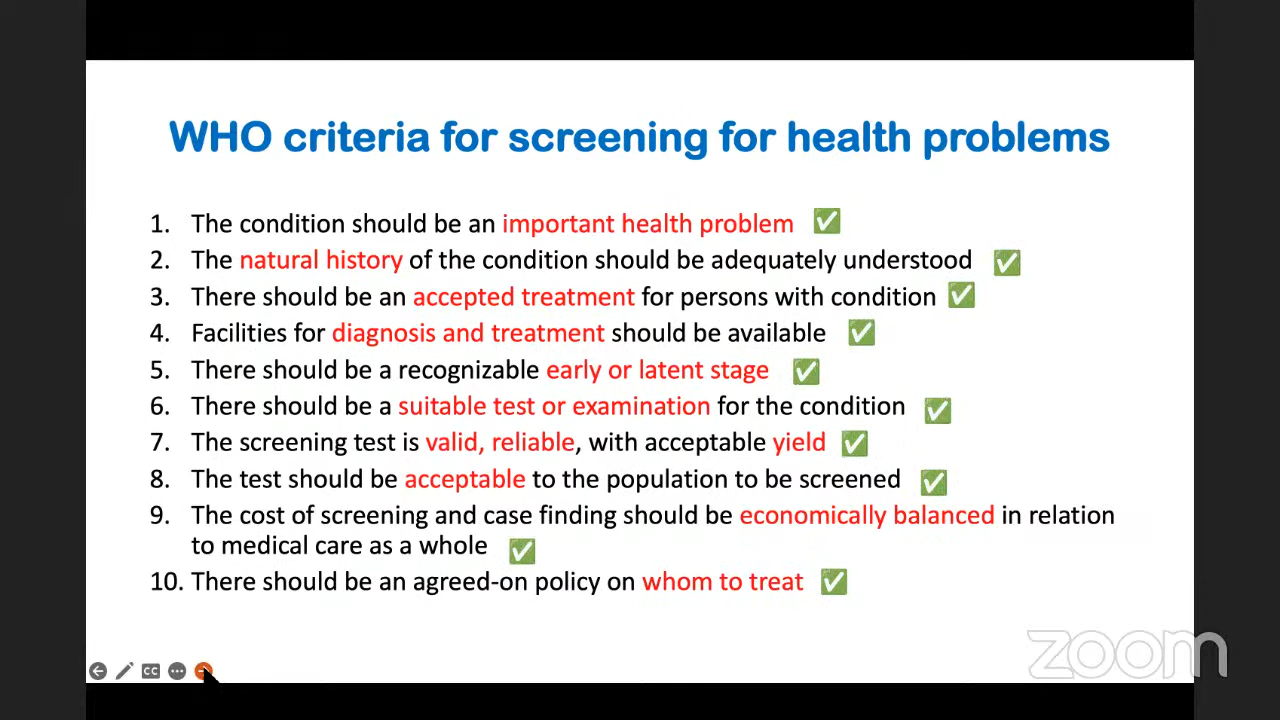 WHO criteria for screening for health problems
1. The condition should be an important health problem ✅
2. The natural history of the condition should be adequately understood ✅
3. There should be an accepted treatment for persons with condition ✅
4. Facilities for diagnosis and treatment should be available ✅
5. There should be a recognizable early or latent stage ✅
6. There should be a suitable test or examination for the condition ✅
7. The screening test is valid, reliable, with acceptable yield ✅
8. The test should be acceptable to the population to be screened ✅
9. The cost of screening and case finding should be economically balanced in relation
to medical care as a whole ✅
10. There should be an agreed-on policy on whom to treat ✅
CC
zoom